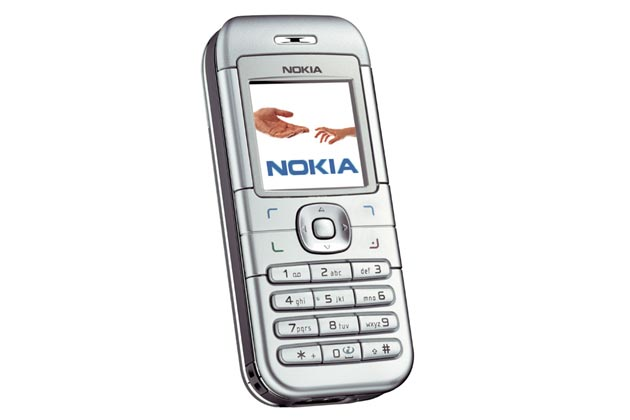 NOKIA
NOKIA
1 2 abc def 3
4 ghi 5 jkl mno 6
7 pqrs 8 tuv wxyz 9
* + 0 #